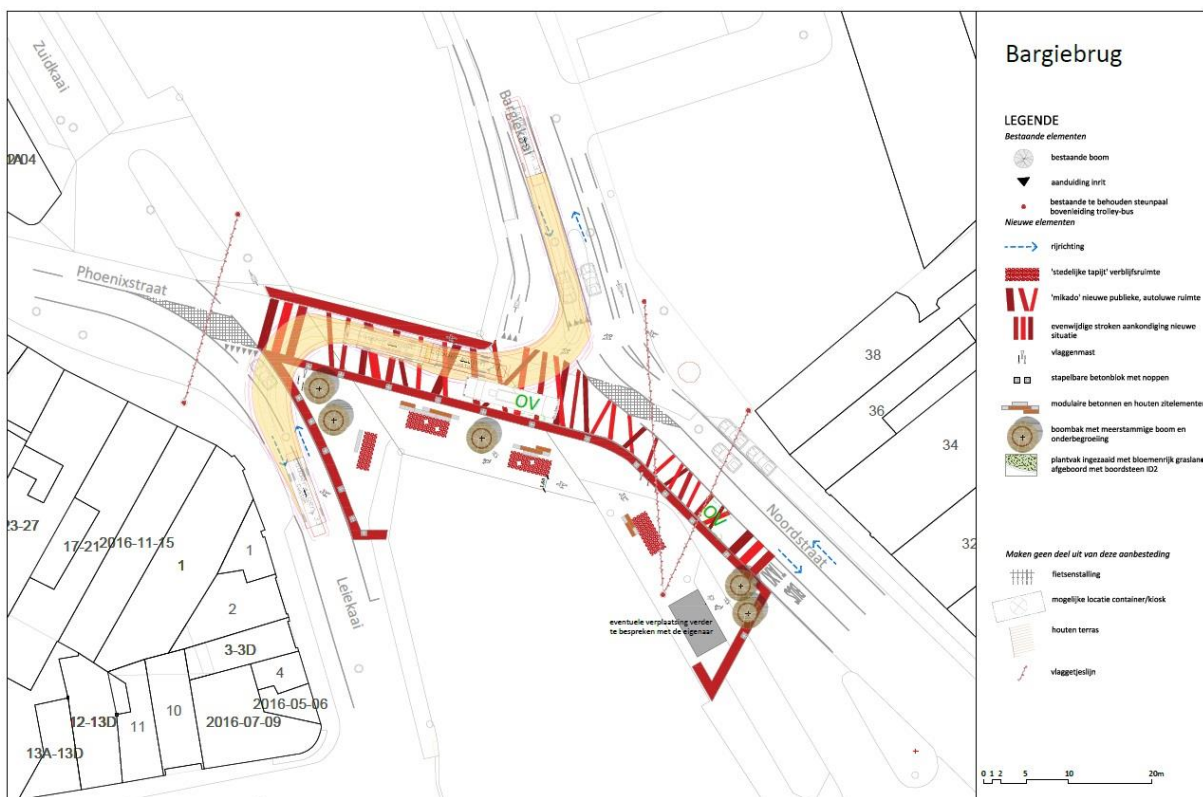 Bargiebrug
LEGENDE
Bestaande elementen
bestaande boom
aanduiding inrit
bestaande te behouden steunpaal
bovenleiding trolley-bus
Nieuwe elementen
rijrichting
'stedelijke tapijt' verblijfsruimte
'mikado' nieuwe publieke, autoluwe ruimte
evenwijdige stroken aankondiging nieuwe
situatie
vlaggenmast
stapelbare betonblok met noppen
modulaire betonnen en houten zitelementen
boombak met meerstammige boom en
onderbegroeiing
plantvak ingezaaid met bloemenrijk grasland
afgeboord met boordsteen ID2
Maken geen deel uit van deze aanbesteding
fietsenstalling
mogelijke locatie container/kiosk
houten terras
vlaggetjeslijn
0 1 2 5 10 20m
Zuidkaai
Bargiekaai
Phoenixstraat
OV
OV
Noordstraat
Leiekaai
eventuele verplaatsing verder
te bespreken met de eigenaar
38
36
34
32
23-27
17-21
2016-11-15
1
1
2
3-3D
4
2016-05-06
2016-07-09
10
11
12-13D
13A-13D